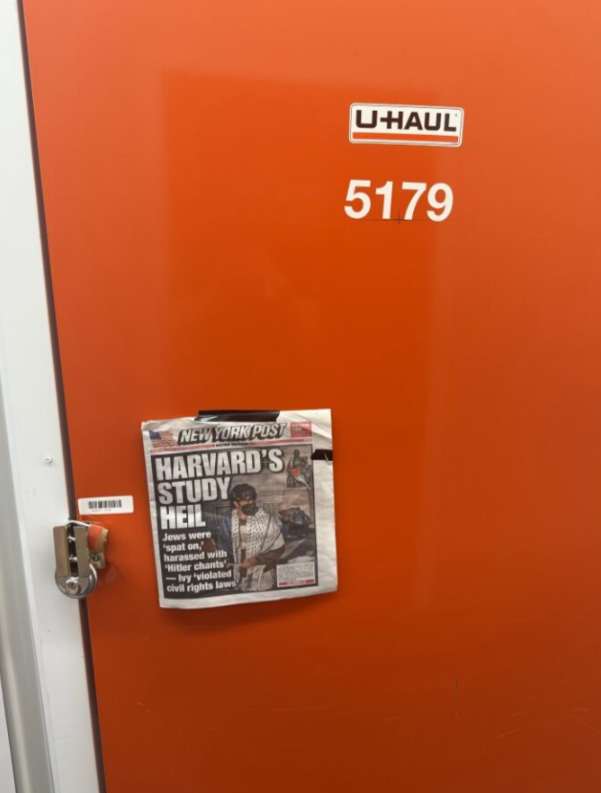 U-HAUL
5179
NEW YORK POST
HARVARD'S
STUDY
HEIL
Jews were
'spat on,'
harassed with
'Hitler chants'
— Ivy 'violated
civil rights laws'